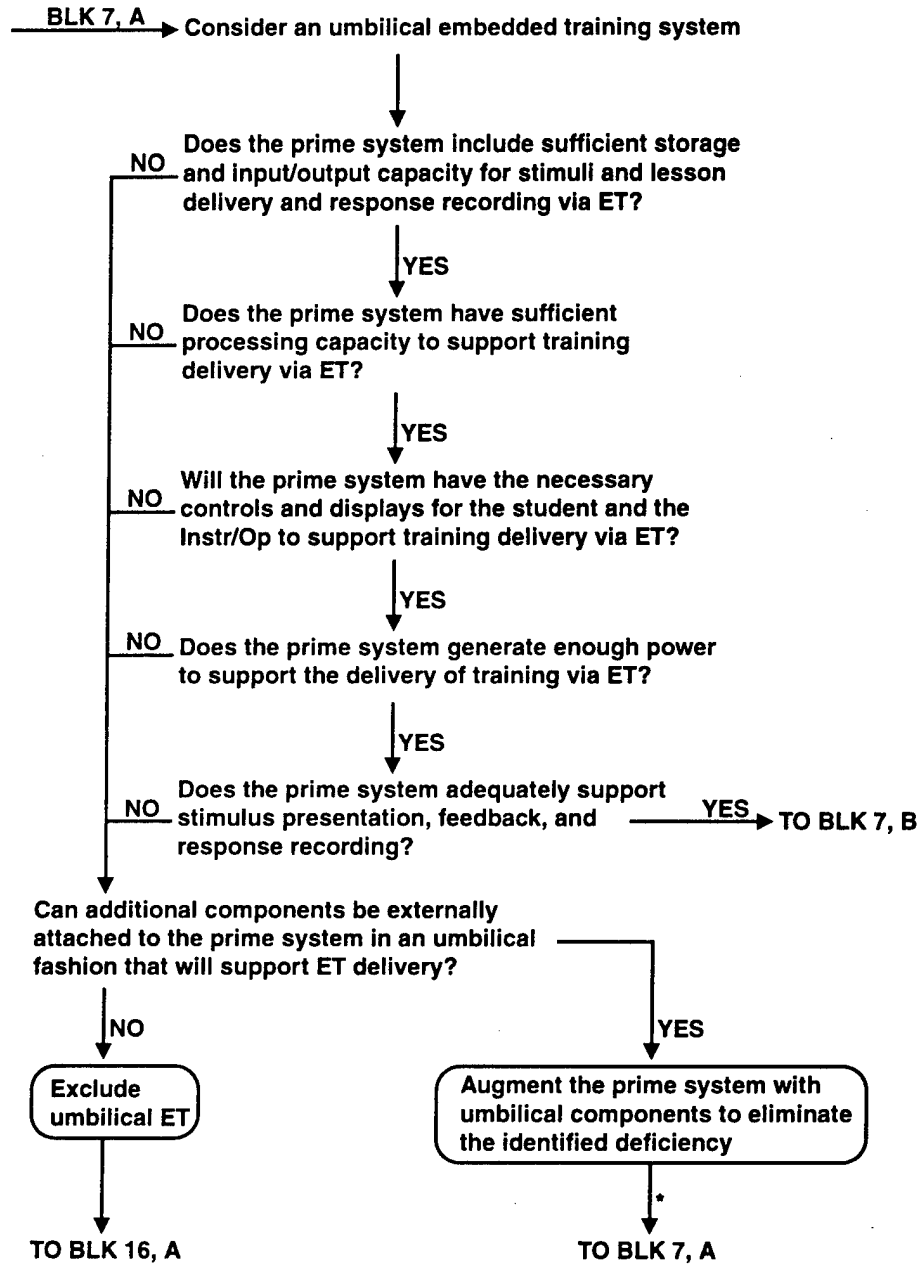 BLK 7, A
Consider an umbilical embedded training system
Does the prime system include sufficient storage
and input/output capacity for stimuli and lesson
delivery and response recording via ET?
NO
YES
Does the prime system have sufficient
processing capacity to support training
delivery via ET?
NO
YES
Will the prime system have the necessary
controls and displays for the student and the
Instr/Op to support training delivery via ET?
NO
YES
Does the prime system generate enough power
to support the delivery of training via ET?
NO
YES
Does the prime system adequately support
stimulus presentation, feedback, and
response recording?
NO
YES
TO BLK 7, B
Can additional components be externally
attached to the prime system in an umbilical
fashion that will support ET delivery?
NO
YES
Exclude
umbilical ET
Augment the prime system with
umbilical components to eliminate
the identified deficiency
*
TO BLK 16, A
TO BLK 7, A